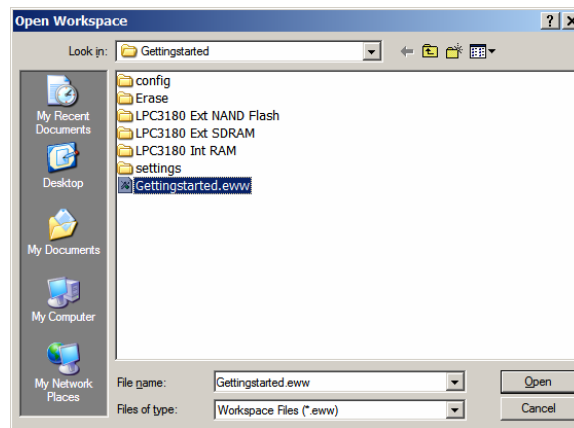 Open Workspace
Look in:
Gettingstarted
config
Erase
LPC3180 Ext NAND Flash
LPC3180 Ext SDRAM
LPC3180 Int RAM
settings
Gettingstarted.eww
My Recent
Documents
Desktop
My Documents
My Computer
My Network
Places
File name:
Gettingstarted.eww
Open
Files of type:
Workspace Files (*.eww)
Cancel